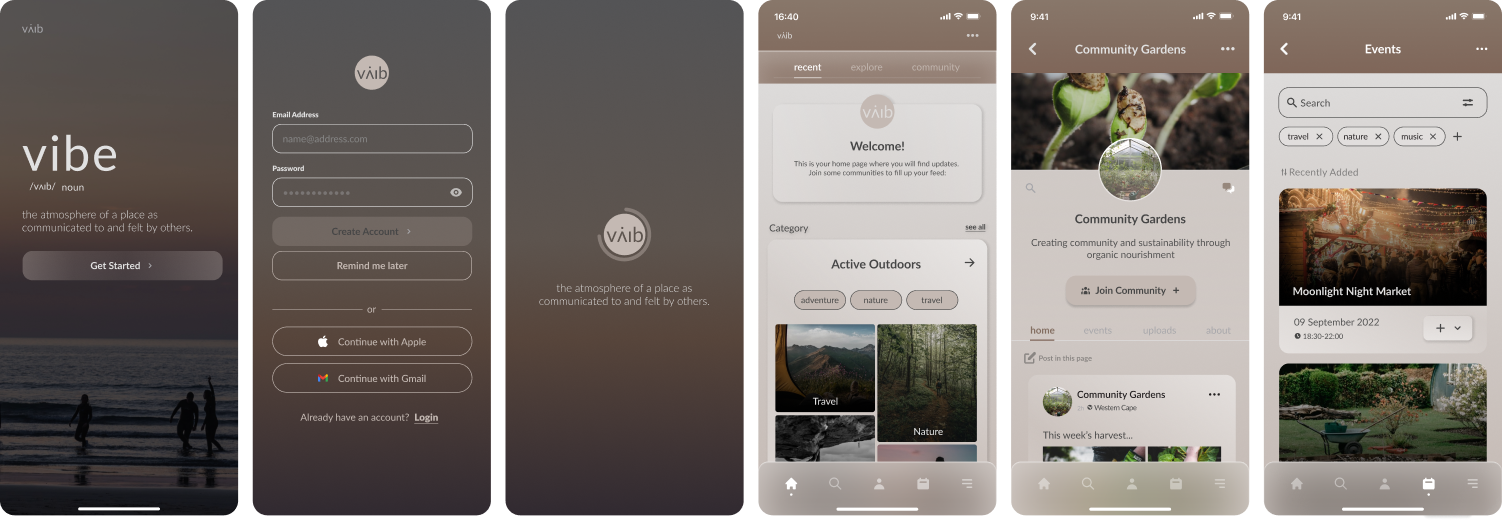 vʌib
vibe
/vʌɪb/ noun
the atmosphere of a place as
communicated to and felt by others.
Get Started
vʌıb
Email Address
name@address.com
Password
Create Account
Remind me later
or
Continue with Apple
Continue with Gmail
Already have an account? Login
vʌıb
the atmosphere of a place as
communicated to and felt by others.
16:40
vʌib
recent explore community
vʌıb
Welcome!
This is your home page where you will find updates.
Join some communities to fill up your feed:
Category see all
Active Outdoors
adventure nature travel
Travel
Nature
9:41
Community Gardens
Community Gardens
Creating community and sustainability through
organic nourishment
Join Community +
home events uploads about
Post in this page
Community Gardens
Western Cape
This week's harvest...
9:41
Events
Search
travel nature music
Recently Added
Moonlight Night Market
09 September 2022
18:30-22:00